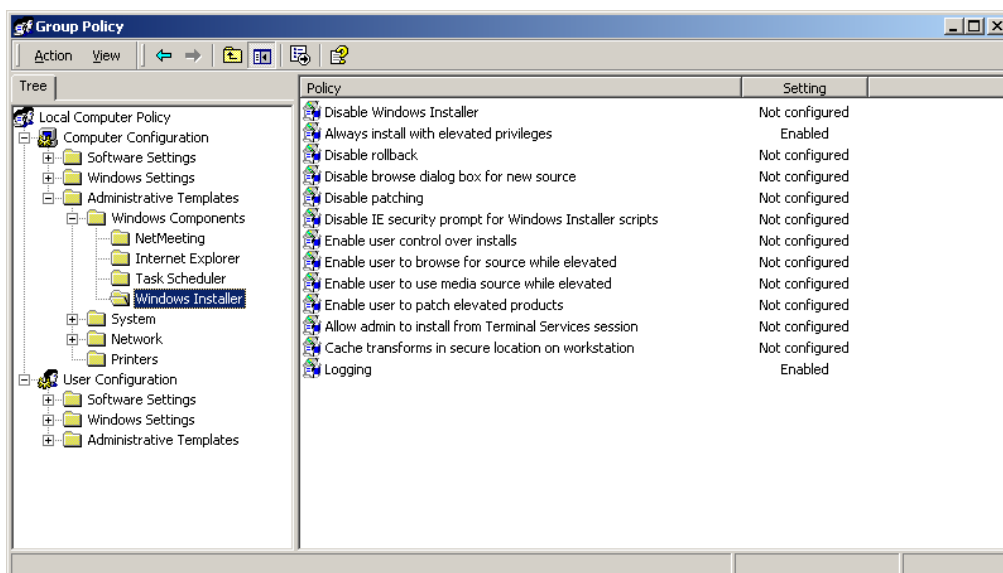 Group Policy
Action View
Tree
Local Computer Policy
Computer Configuration
Software Settings
Windows Settings
Administrative Templates
Windows Components
NetMeeting
Internet Explorer
Task Scheduler
Windows Installer
System
Network
Printers
User Configuration
Software Settings
Windows Settings
Administrative Templates
Policy Setting
Disable Windows Installer Not configured
Always install with elevated privileges Enabled
Disable rollback Not configured
Disable browse dialog box for new source Not configured
Disable patching Not configured
Disable IE security prompt for Windows Installer scripts Not configured
Enable user control over installs Not configured
Enable user to browse for source while elevated Not configured
Enable user to use media source while elevated Not configured
Enable user to patch elevated products Not configured
Allow admin to install from Terminal Services session Not configured
Cache transforms in secure location on workstation Not configured
Logging Enabled